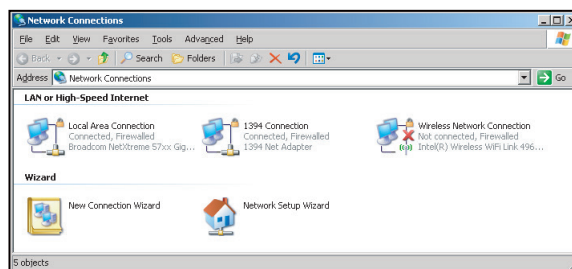 Network Connections
File Edit View Favorites Tools Advanced Help
Back Search Folders
Address Network Connections Go
LAN or High-Speed Internet
Local Area Connection
Connected, Firewalled
Broadcom NetXtreme 57xx Gig...
1394 Connection
Connected, Firewalled
1394 Net Adapter
Wireless Network Connection
Not connected, Firewalled
Intel(R) Wireless WiFi Link 496...
Wizard
New Connection Wizard
Network Setup Wizard
5 objects